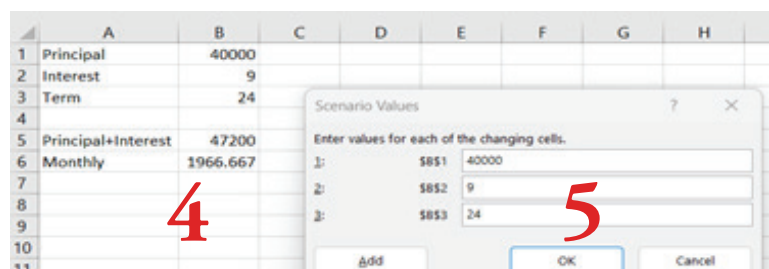 A B C D E F G H
1 Principal 40000
2 Interest 9
3 Term 24
4
5 Principal+Interest 47200
6 Monthly 1966.667
7
8
9
10
11
4
Scenario Values ? ×
Enter values for each of the changing cells.
1: $B$1 40000
2: $B$2 9
3: $B$3 24
5
Add OK Cancel